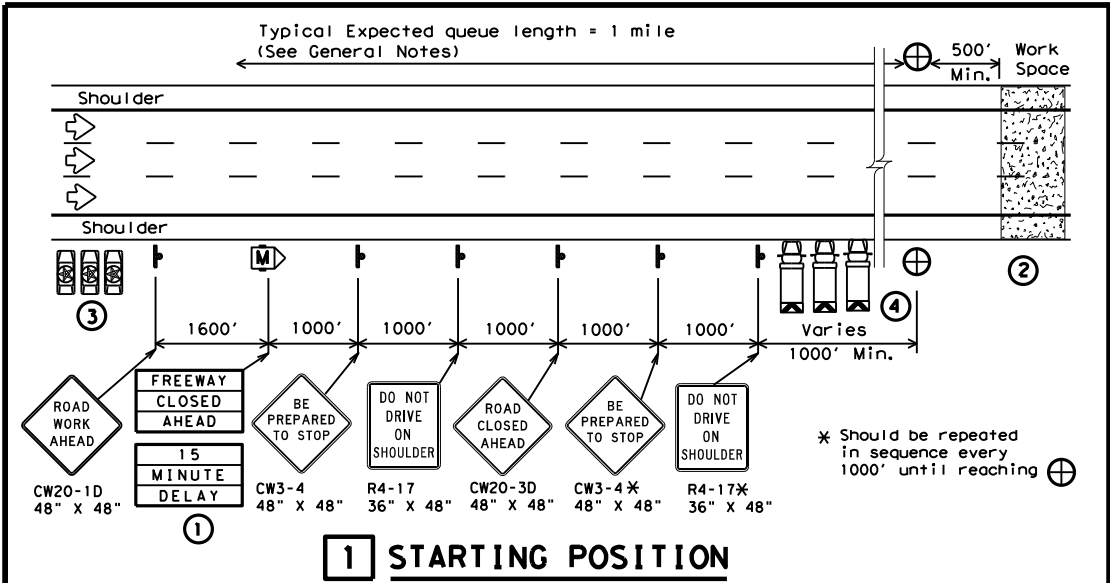 Typical Expected queue length = 1 mile
(See General Notes)
500'
Min.
Work
Space
Shoulder
Shoulder
M
3
4
2
1600'
1000'
1000'
1000'
1000'
1000'
Varies
1000' Min.
ROAD
WORK
AHEAD
CW20-1D
48" X 48"
FREEWAY
CLOSED
AHEAD
15
MINUTE
DELAY
1
BE
PREPARED
TO STOP
CW3-4
48" X 48"
DO NOT
DRIVE
ON
SHOULDER
R4-17
36" X 48"
ROAD
CLOSED
AHEAD
CW20-3D
48" X 48"
BE
PREPARED
TO STOP
CW3-4*
48" X 48"
DO NOT
DRIVE
ON
SHOULDER
R4-17*
36" X 48"
* Should be repeated
in sequence every
1000' until reaching
1 STARTING POSITION